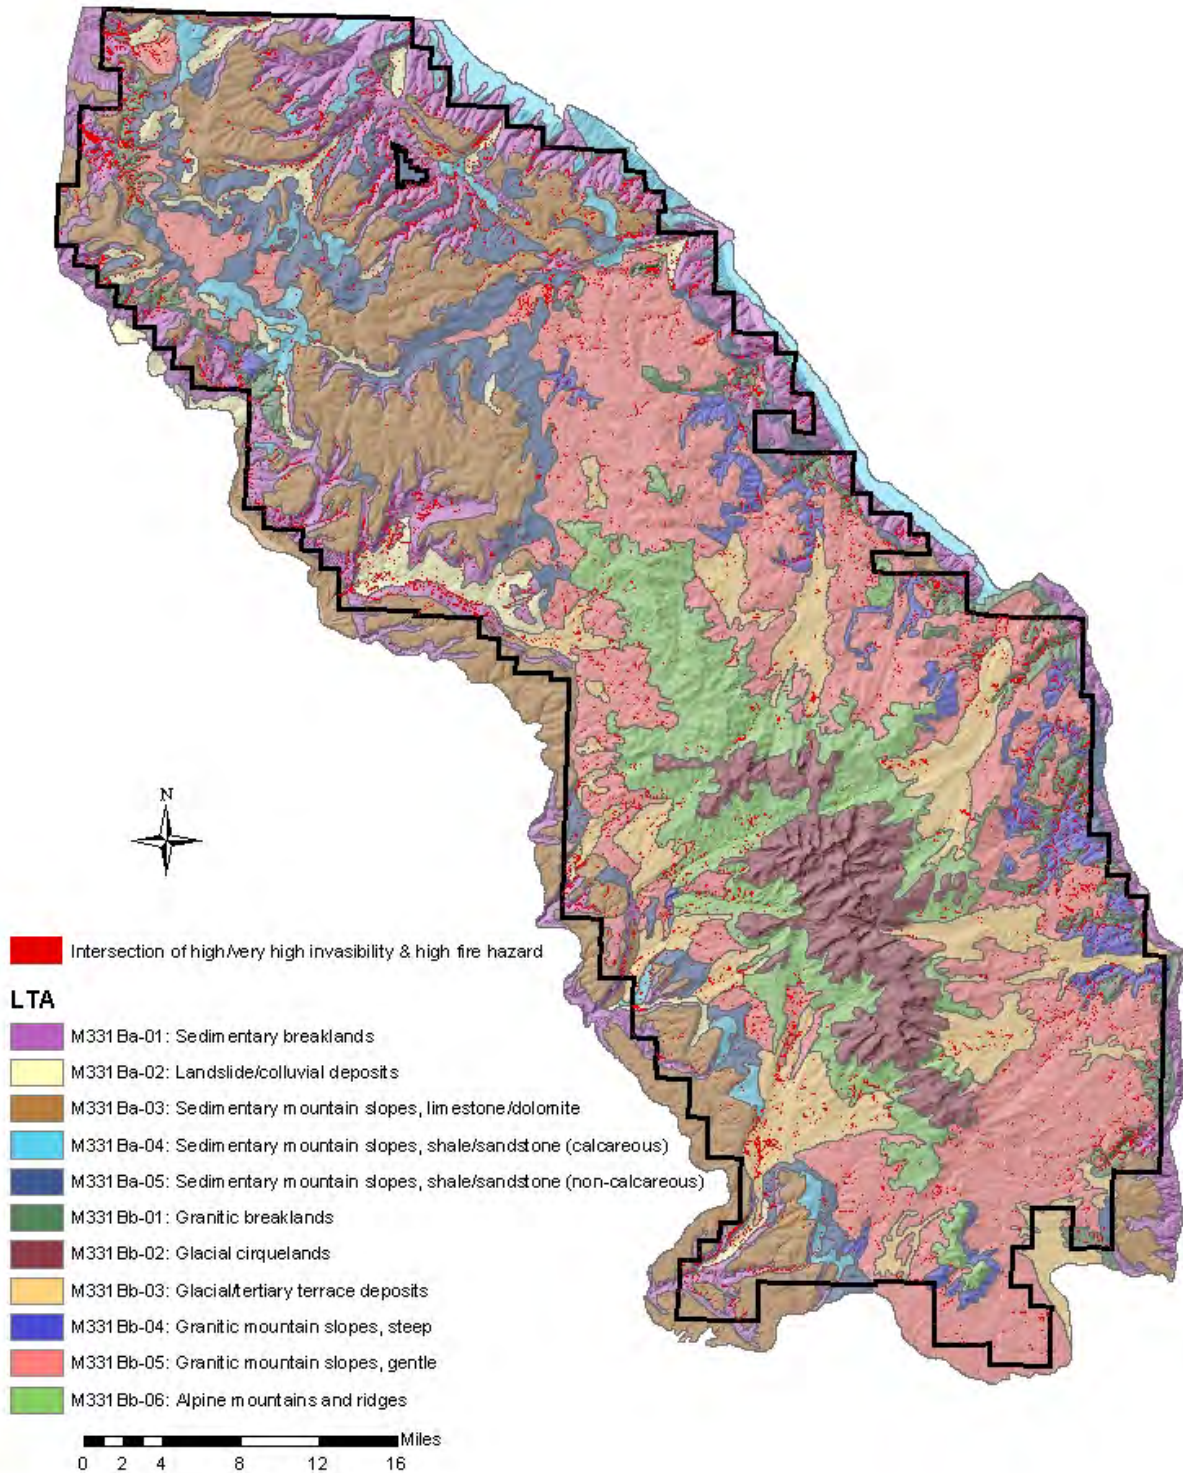 N
Intersection of high/very high invasibility & high fire hazard
LTA
M331Ba-01: Sedimentary breaklands
M331Ba-02: Landslide/colluvial deposits
M331Ba-03: Sedimentary mountain slopes, limestone/dolomite
M331Ba-04: Sedimentary mountain slopes, shale/sandstone (calcareous)
M331Ba-05: Sedimentary mountain slopes, shale/sandstone (non-calcareous)
M331Bb-01: Granitic breaklands
M331Bb-02: Glacial cirquelands
M331Bb-03: Glacial/tertiary terrace deposits
M331Bb-04: Granitic mountain slopes, steep
M331Bb-05: Granitic mountain slopes, gentle
M331Bb-06: Alpine mountains and ridges
Miles
0 2 4 8 12 16